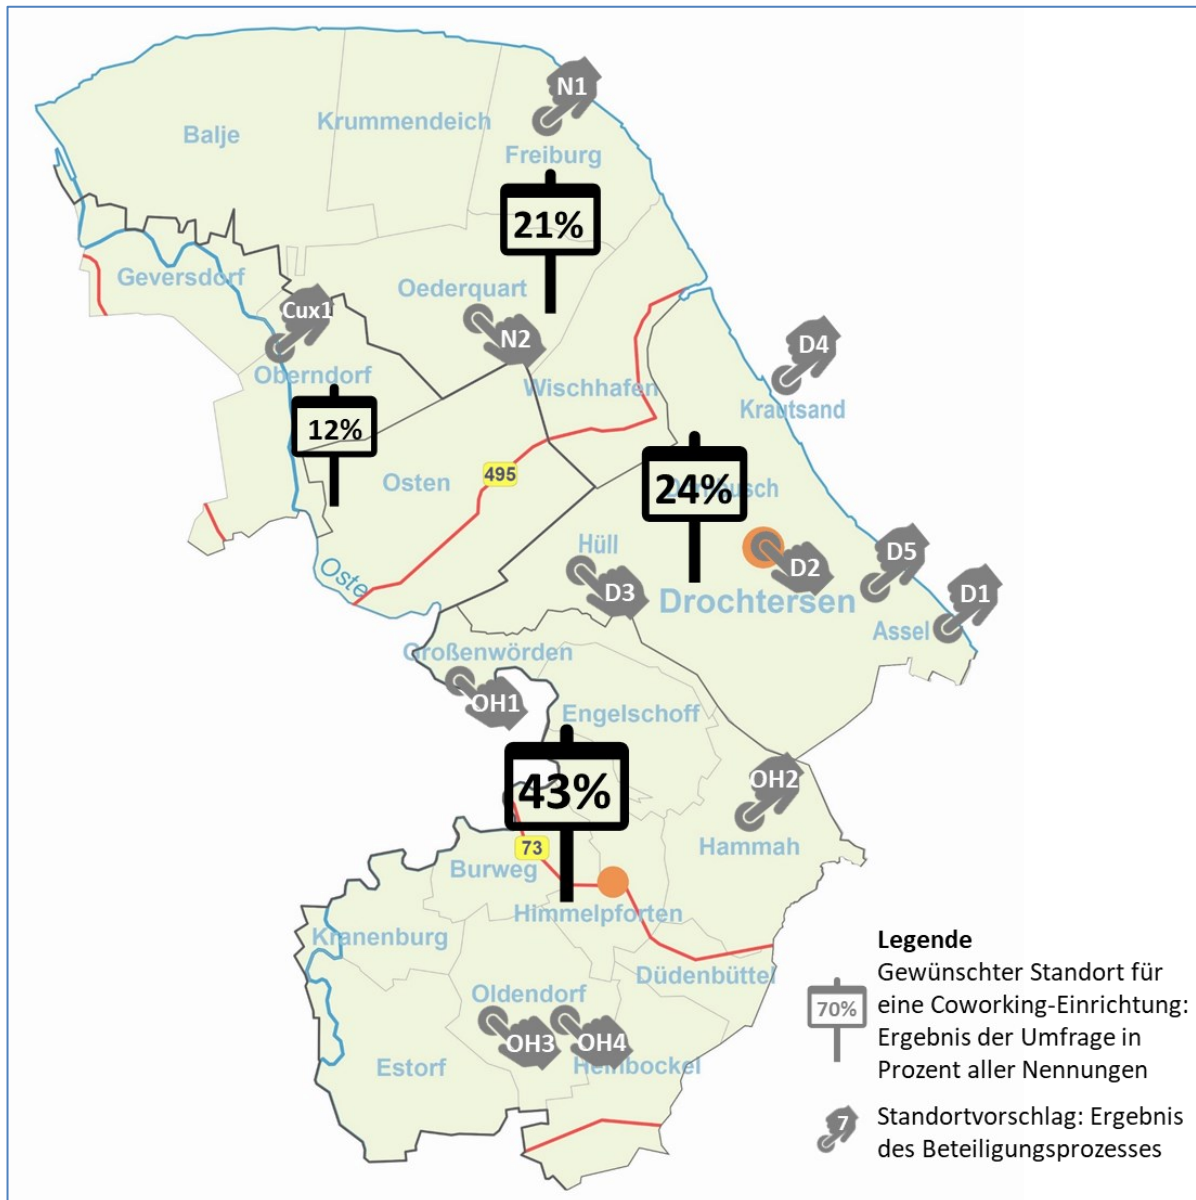 N1
Krummendeich
Balje
Freiburg
21%
Geversdorf
Oederquart
Cux1
N2
D4
Oberndorf
Wischhafen
Krautsand
12%
495
Osten
24%
Hüll
D5
D2
Oste
D3
D1
Drochtersen
Assel
Großenwörden
OH1
Engelschoff
OH2
43%
73
Hammah
Burweg
Himmelpforten
Kranenburg
Düdenbüttel
Oldendorf
OH3
OH4
Estorf
Heinbockel
Legende
Gewünschter Standort für
70%
eine Coworking-Einrichtung:
Ergebnis der Umfrage in
Prozent aller Nennungen
7
Standortvorschlag: Ergebnis
des Beteiligungsprozesses